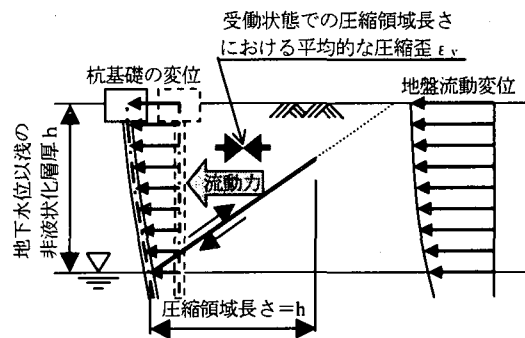 受働状態での圧縮領域長さ
における平均的な圧縮歪 εγ
杭基礎の変位
地盤流動変位
地下水位以浅の
非液状化層厚 h
流動力
圧縮領域長さ=h